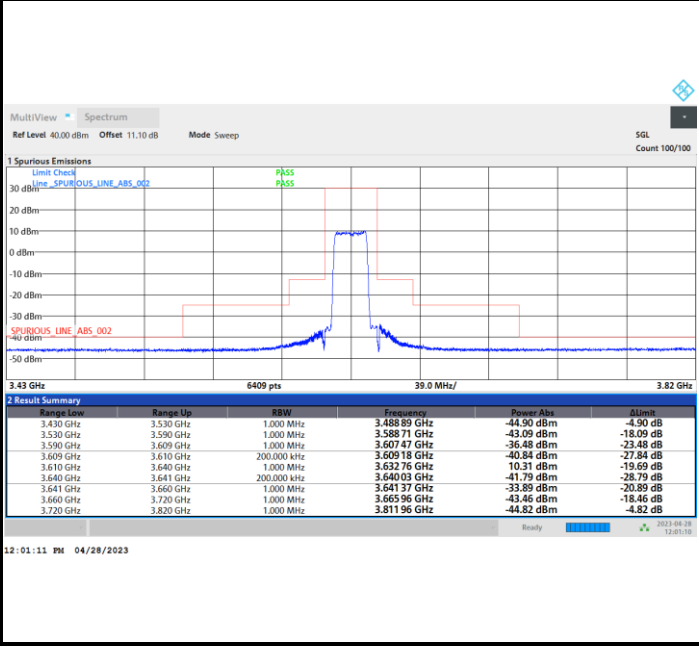 MultiView Spectrum
Ref Level 40.00 dBm Offset 11.10 dB Mode Sweep SGL
Count 100/100
1 Spurious Emissions
Limit Check PASS
Line _SPURIOUS_LINE_ABS_002 PASS
30 dBm
20 dBm
10 dBm
0 dBm
-10 dBm
-20 dBm
-30 dBm
SPURIOUS_LINE_ABS_002
-40 dBm
-50 dBm
3.43 GHz 6409 pts 39.0 MHz/ 3.82 GHz
2 Result Summary
Range Low Range Up RBW Frequency Power Abs ΔLimit
3.430 GHz 3.530 GHz 1.000 MHz 3.488 89 GHz -44.90 dBm -4.90 dB
3.530 GHz 3.590 GHz 1.000 MHz 3.588 71 GHz -43.09 dBm -18.09 dB
3.590 GHz 3.609 GHz 1.000 MHz 3.607 47 GHz -36.48 dBm -23.48 dB
3.609 GHz 3.610 GHz 200.000 kHz 3.609 18 GHz -40.84 dBm -27.84 dB
3.610 GHz 3.640 GHz 1.000 MHz 3.632 76 GHz 10.31 dBm -19.69 dB
3.640 GHz 3.641 GHz 200.000 kHz 3.640 03 GHz -41.79 dBm -28.79 dB
3.641 GHz 3.660 GHz 1.000 MHz 3.641 37 GHz -33.89 dBm -20.89 dB
3.660 GHz 3.720 GHz 1.000 MHz 3.665 96 GHz -43.46 dBm -18.46 dB
3.720 GHz 3.820 GHz 1.000 MHz 3.811 96 GHz -44.82 dBm -4.82 dB
Ready 2023-04-28
12:01:10
12:01:11 PM 04/28/2023